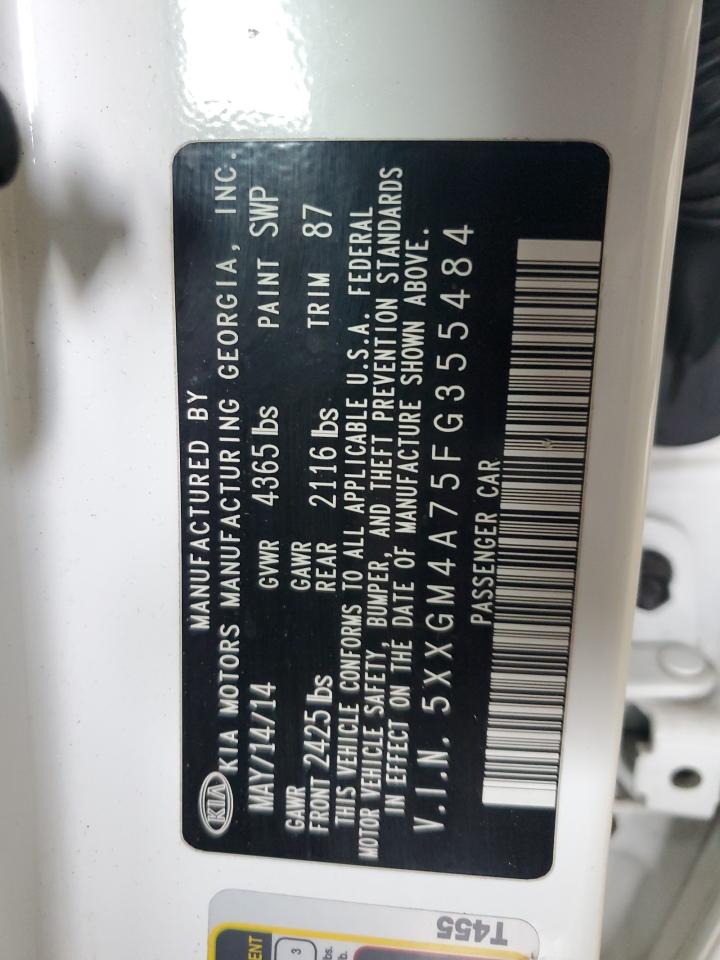 KIA
MANUFACTURED BY
KIA MOTORS MANUFACTURING GEORGIA, INC.
MAY/14/14 GVWR 4365 lbs PAINT SWP
GAWR FRONT 2425 lbs GAWR REAR 2116 lbs TRIM 87
THIS VEHICLE CONFORMS TO ALL APPLICABLE U.S.A. FEDERAL
MOTOR VEHICLE SAFETY, BUMPER, AND THEFT PREVENTION STANDARDS
IN EFFECT ON THE DATE OF MANUFACTURE SHOWN ABOVE.
V.I.N. 5XXGM4A75FG355484
PASSENGER CAR
T455
3